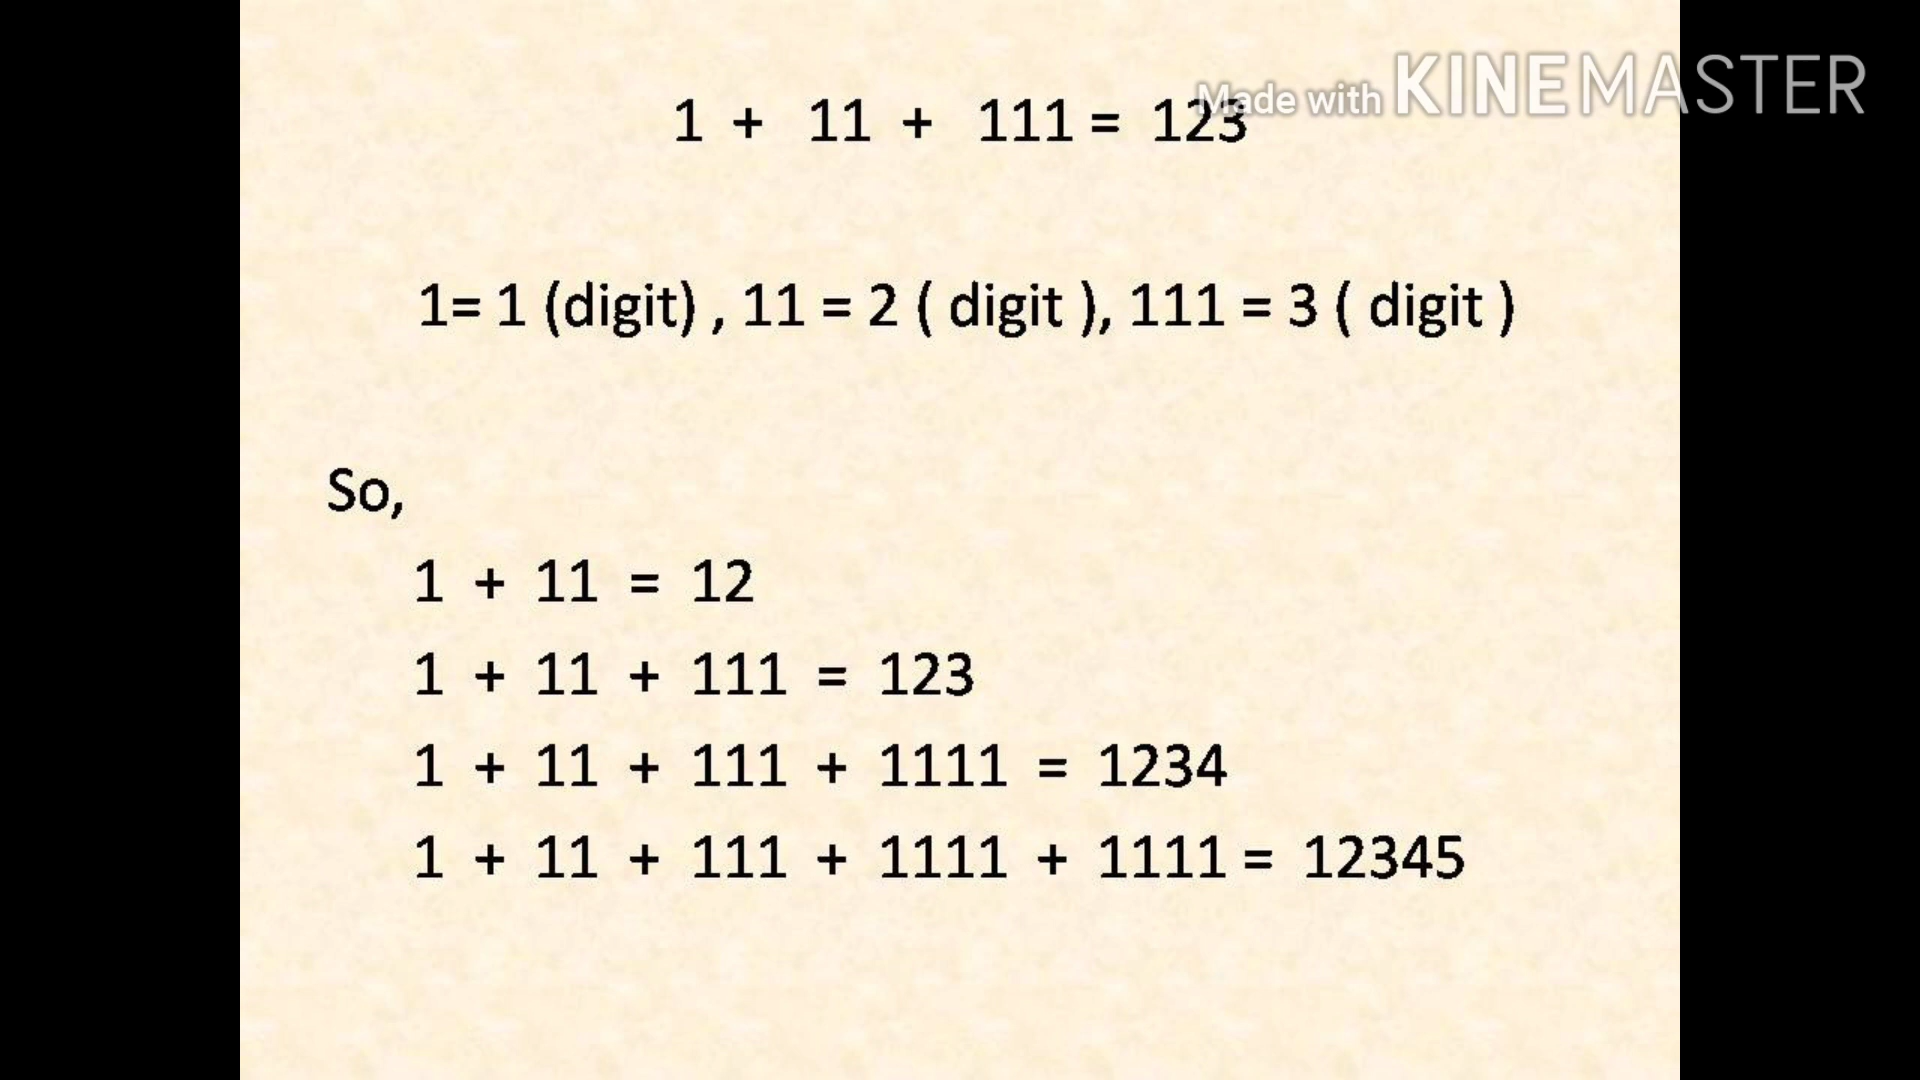 Made with KINEMASTER
1 + 11 + 111 = 123
1= 1 (digit) , 11 = 2 ( digit ), 111 = 3 ( digit )
So,
1 + 11 = 12
1 + 11 + 111 = 123
1 + 11 + 111 + 1111 = 1234
1 + 11 + 111 + 1111 + 1111 = 12345